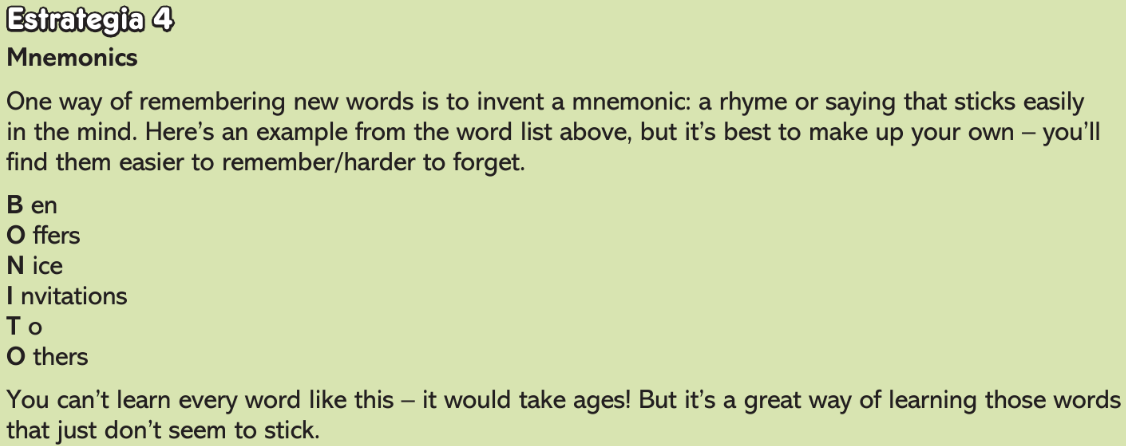 Estrategia 4
Mnemonics
One way of remembering new words is to invent a mnemonic: a rhyme or saying that sticks easily
in the mind. Here’s an example from the word list above, but it’s best to make up your own – you’ll
find them easier to remember/harder to forget.
B en
O ffers
N ice
I nvitations
T o
O thers
You can’t learn every word like this – it would take ages! But it’s a great way of learning those words
that just don’t seem to stick.